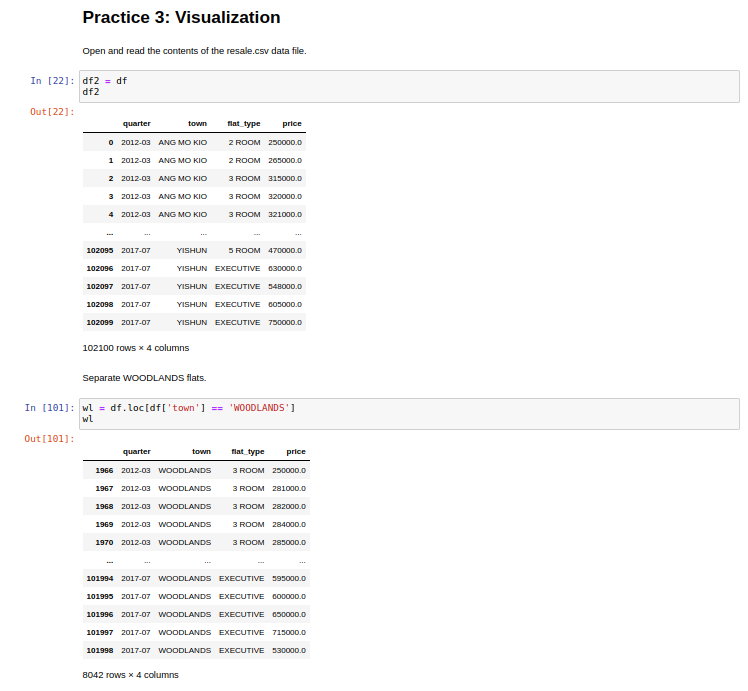 Practice 3: Visualization
Open and read the contents of the resale.csv data file.
In [22]: df2 = df
df2
Out[22]:
quarter town flat_type price
0 2012-03 ANG MO KIO 2 ROOM 250000.0
1 2012-03 ANG MO KIO 2 ROOM 265000.0
2 2012-03 ANG MO KIO 3 ROOM 315000.0
3 2012-03 ANG MO KIO 3 ROOM 320000.0
4 2012-03 ANG MO KIO 3 ROOM 321000.0
... ... ... ... ...
102095 2017-07 YISHUN 5 ROOM 470000.0
102096 2017-07 YISHUN EXECUTIVE 630000.0
102097 2017-07 YISHUN EXECUTIVE 548000.0
102098 2017-07 YISHUN EXECUTIVE 605000.0
102099 2017-07 YISHUN EXECUTIVE 750000.0
102100 rows × 4 columns
Separate WOODLANDS flats.
In [101]: wl = df.loc[df['town'] == 'WOODLANDS']
wl
Out[101]:
quarter town flat_type price
1966 2012-03 WOODLANDS 3 ROOM 250000.0
1967 2012-03 WOODLANDS 3 ROOM 281000.0
1968 2012-03 WOODLANDS 3 ROOM 282000.0
1969 2012-03 WOODLANDS 3 ROOM 284000.0
1970 2012-03 WOODLANDS 3 ROOM 285000.0
... ... ... ... ...
101994 2017-07 WOODLANDS EXECUTIVE 595000.0
101995 2017-07 WOODLANDS EXECUTIVE 600000.0
101996 2017-07 WOODLANDS EXECUTIVE 650000.0
101997 2017-07 WOODLANDS EXECUTIVE 715000.0
101998 2017-07 WOODLANDS EXECUTIVE 530000.0
8042 rows × 4 columns